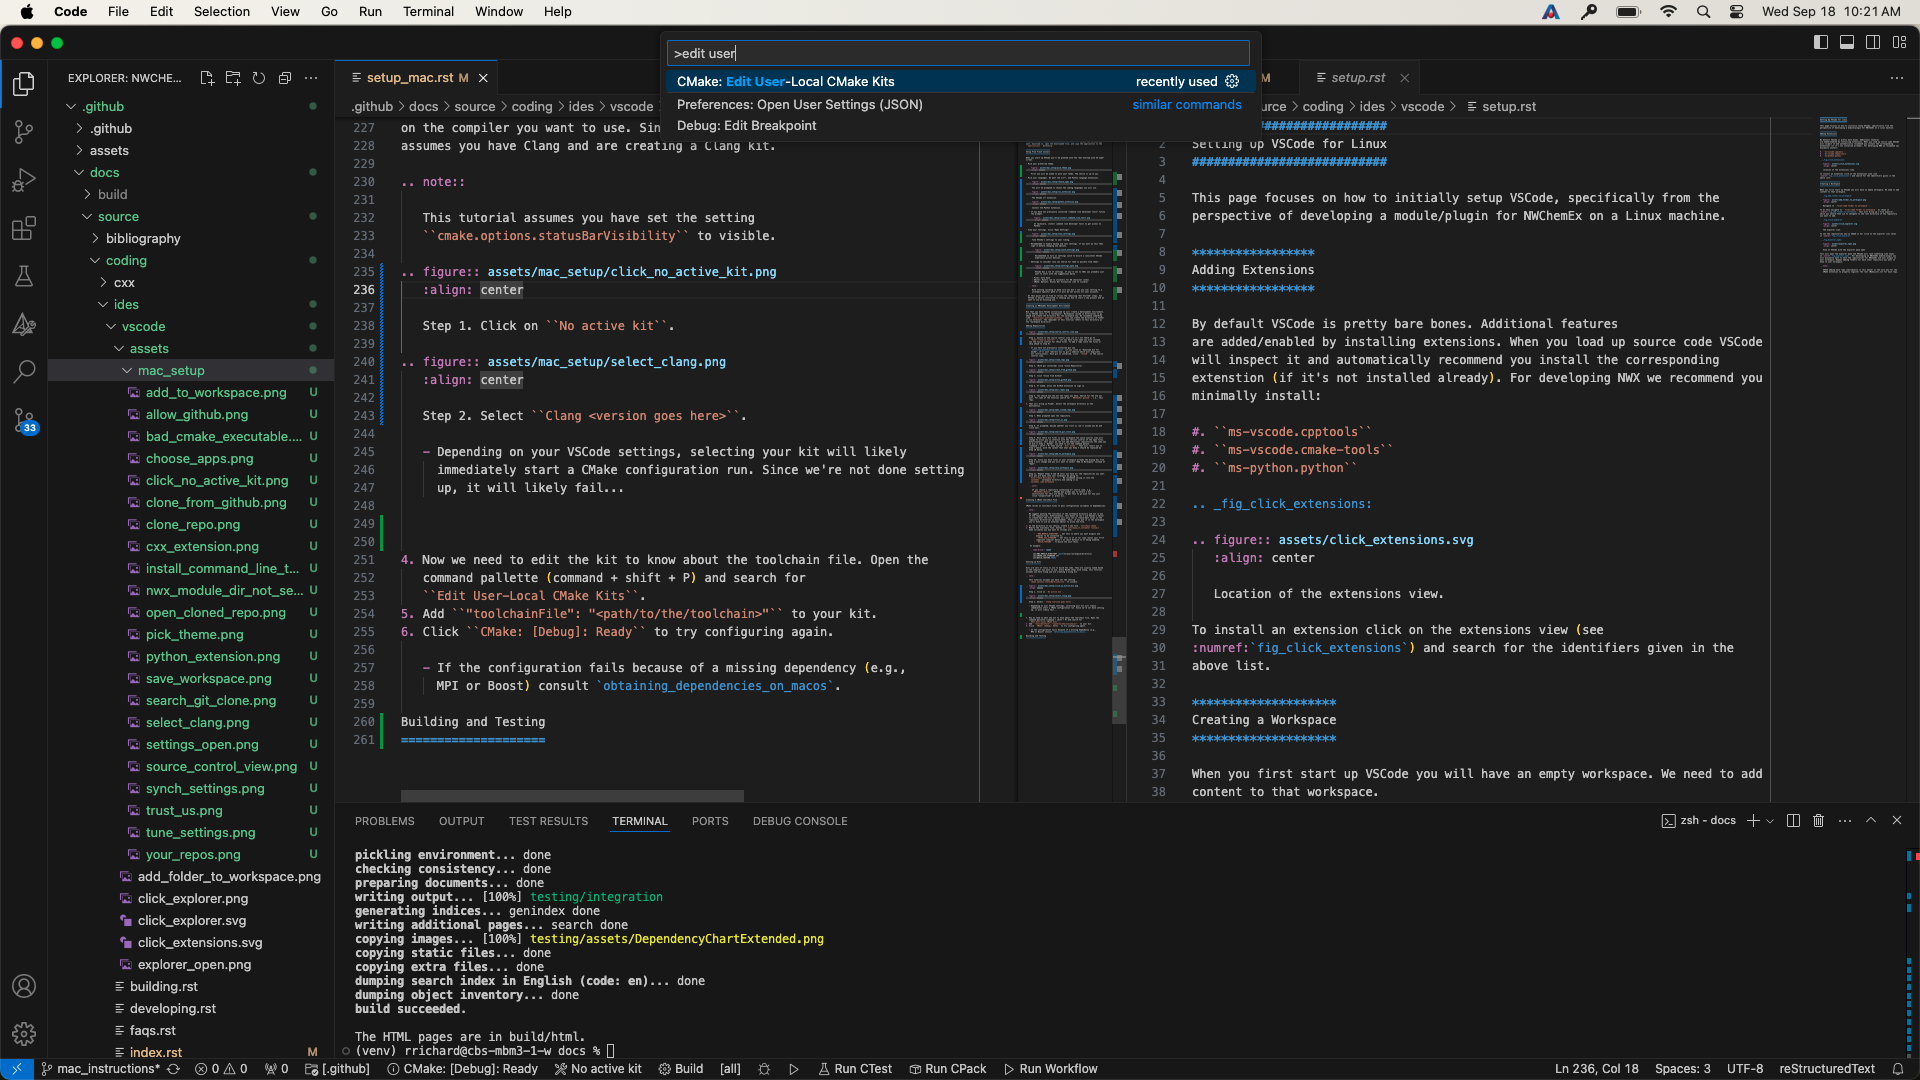 Code File Edit Selection View Go Run Terminal Window Help Wed Sep 18 10:21 AM
>edit user
CMake: Edit User-Local CMake Kits recently used
Preferences: Open User Settings (JSON) similar commands
Debug: Edit Breakpoint
EXPLORER: NWCHE...
.github
.github
assets
docs
build
source
bibliography
coding
cxx
ides
vscode
assets
mac_setup
add_to_workspace.png U
allow_github.png U
bad_cmake_executable.... U
choose_apps.png U
click_no_active_kit.png U
clone_from_github.png U
clone_repo.png U
cxx_extension.png U
install_command_line_t... U
nwx_module_dir_not_se... U
open_cloned_repo.png U
pick_theme.png U
python_extension.png U
save_workspace.png U
search_git_clone.png U
select_clang.png U
settings_open.png U
source_control_view.png U
synch_settings.png U
trust_us.png U
tune_settings.png U
your_repos.png U
add_folder_to_workspace.png
click_explorer.png
click_explorer.svg
click_extensions.svg
explorer_open.png
building.rst
developing.rst
faqs.rst
index.rst M
33
setup_mac.rst M
.github > docs > source > coding > ides > vscode
227 on the compiler you want to use. Sin
228 assumes you have Clang and are creating a Clang kit.
229
230 .. note::
231
232 This tutorial assumes you have set the setting
233 ``cmake.options.statusBarVisibility`` to visible.
234
235 .. figure:: assets/mac_setup/click_no_active_kit.png
236 :align: center
237
238 Step 1. Click on ``No active kit``.
239
240 .. figure:: assets/mac_setup/select_clang.png
241 :align: center
242
243 Step 2. Select ``Clang <version goes here>``.
244
245 - Depending on your VSCode settings, selecting your kit will likely
246 immediately start a CMake configuration run. Since we're not done setting
247 up, it will likely fail...
248
249
250
251 4. Now we need to edit the kit to know about the toolchain file. Open the
252 command pallette (command + shift + P) and search for
253 ``Edit User-Local CMake Kits``.
254 5. Add ``"toolchainFile": "<path/to/the/toolchain>"`` to your kit.
255 6. Click ``CMake: [Debug]: Ready`` to try configuring again.
256
257 - If the configuration fails because of a missing dependency (e.g.,
258 MPI or Boost) consult `obtaining_dependencies_on_macos`.
259
260 Building and Testing
261 ====================
M setup.rst
urce > coding > ides > vscode > setup.rst
#################
2 Setting Up VSCode for Linux
3 ###########################
4
5 This page focuses on how to initially setup VSCode, specifically from the
6 perspective of developing a module/plugin for NWChemEx on a Linux machine.
7
8 *****************
9 Adding Extensions
10 *****************
11
12 By default VSCode is pretty bare bones. Additional features
13 are added/enabled by installing extensions. When you load up source code VSCode
14 will inspect it and automatically recommend you install the corresponding
15 extenstion (if it's not installed already). For developing NWX we recommend you
16 minimally install:
17
18 #. ``ms-vscode.cpptools``
19 #. ``ms-vscode.cmake-tools``
20 #. ``ms-python.python``
21
22 .. _fig_click_extensions:
23
24 .. figure:: assets/click_extensions.svg
25 :align: center
26
27 Location of the extensions view.
28
29 To install an extension click on the extensions view (see
30 :numref:`fig_click_extensions`) and search for the identifiers given in the
31 above list.
32
33 ********************
34 Creating a Workspace
35 ********************
36
37 When you first start up VSCode you will have an empty workspace. We need to add
38 content to that workspace.
PROBLEMS OUTPUT TEST RESULTS TERMINAL PORTS DEBUG CONSOLE zsh - docs
pickling environment... done
checking consistency... done
preparing documents... done
writing output... [100%] testing/integration
generating indices... genindex done
writing additional pages... search done
copying images... [100%] testing/assets/DependencyChartExtended.png
copying static files... done
copying extra files... done
dumping search index in English (code: en)... done
dumping object inventory... done
build succeeded.
The HTML pages are in build/html.
(venv) rrichard@cbs-mbm3-1-w docs %
mac_instructions* 0 0 0 [.github] CMake: [Debug]: Ready No active kit Build [all] Run CTest Run CPack Run Workflow Ln 236, Col 18 Spaces: 3 UTF-8 reStructuredText